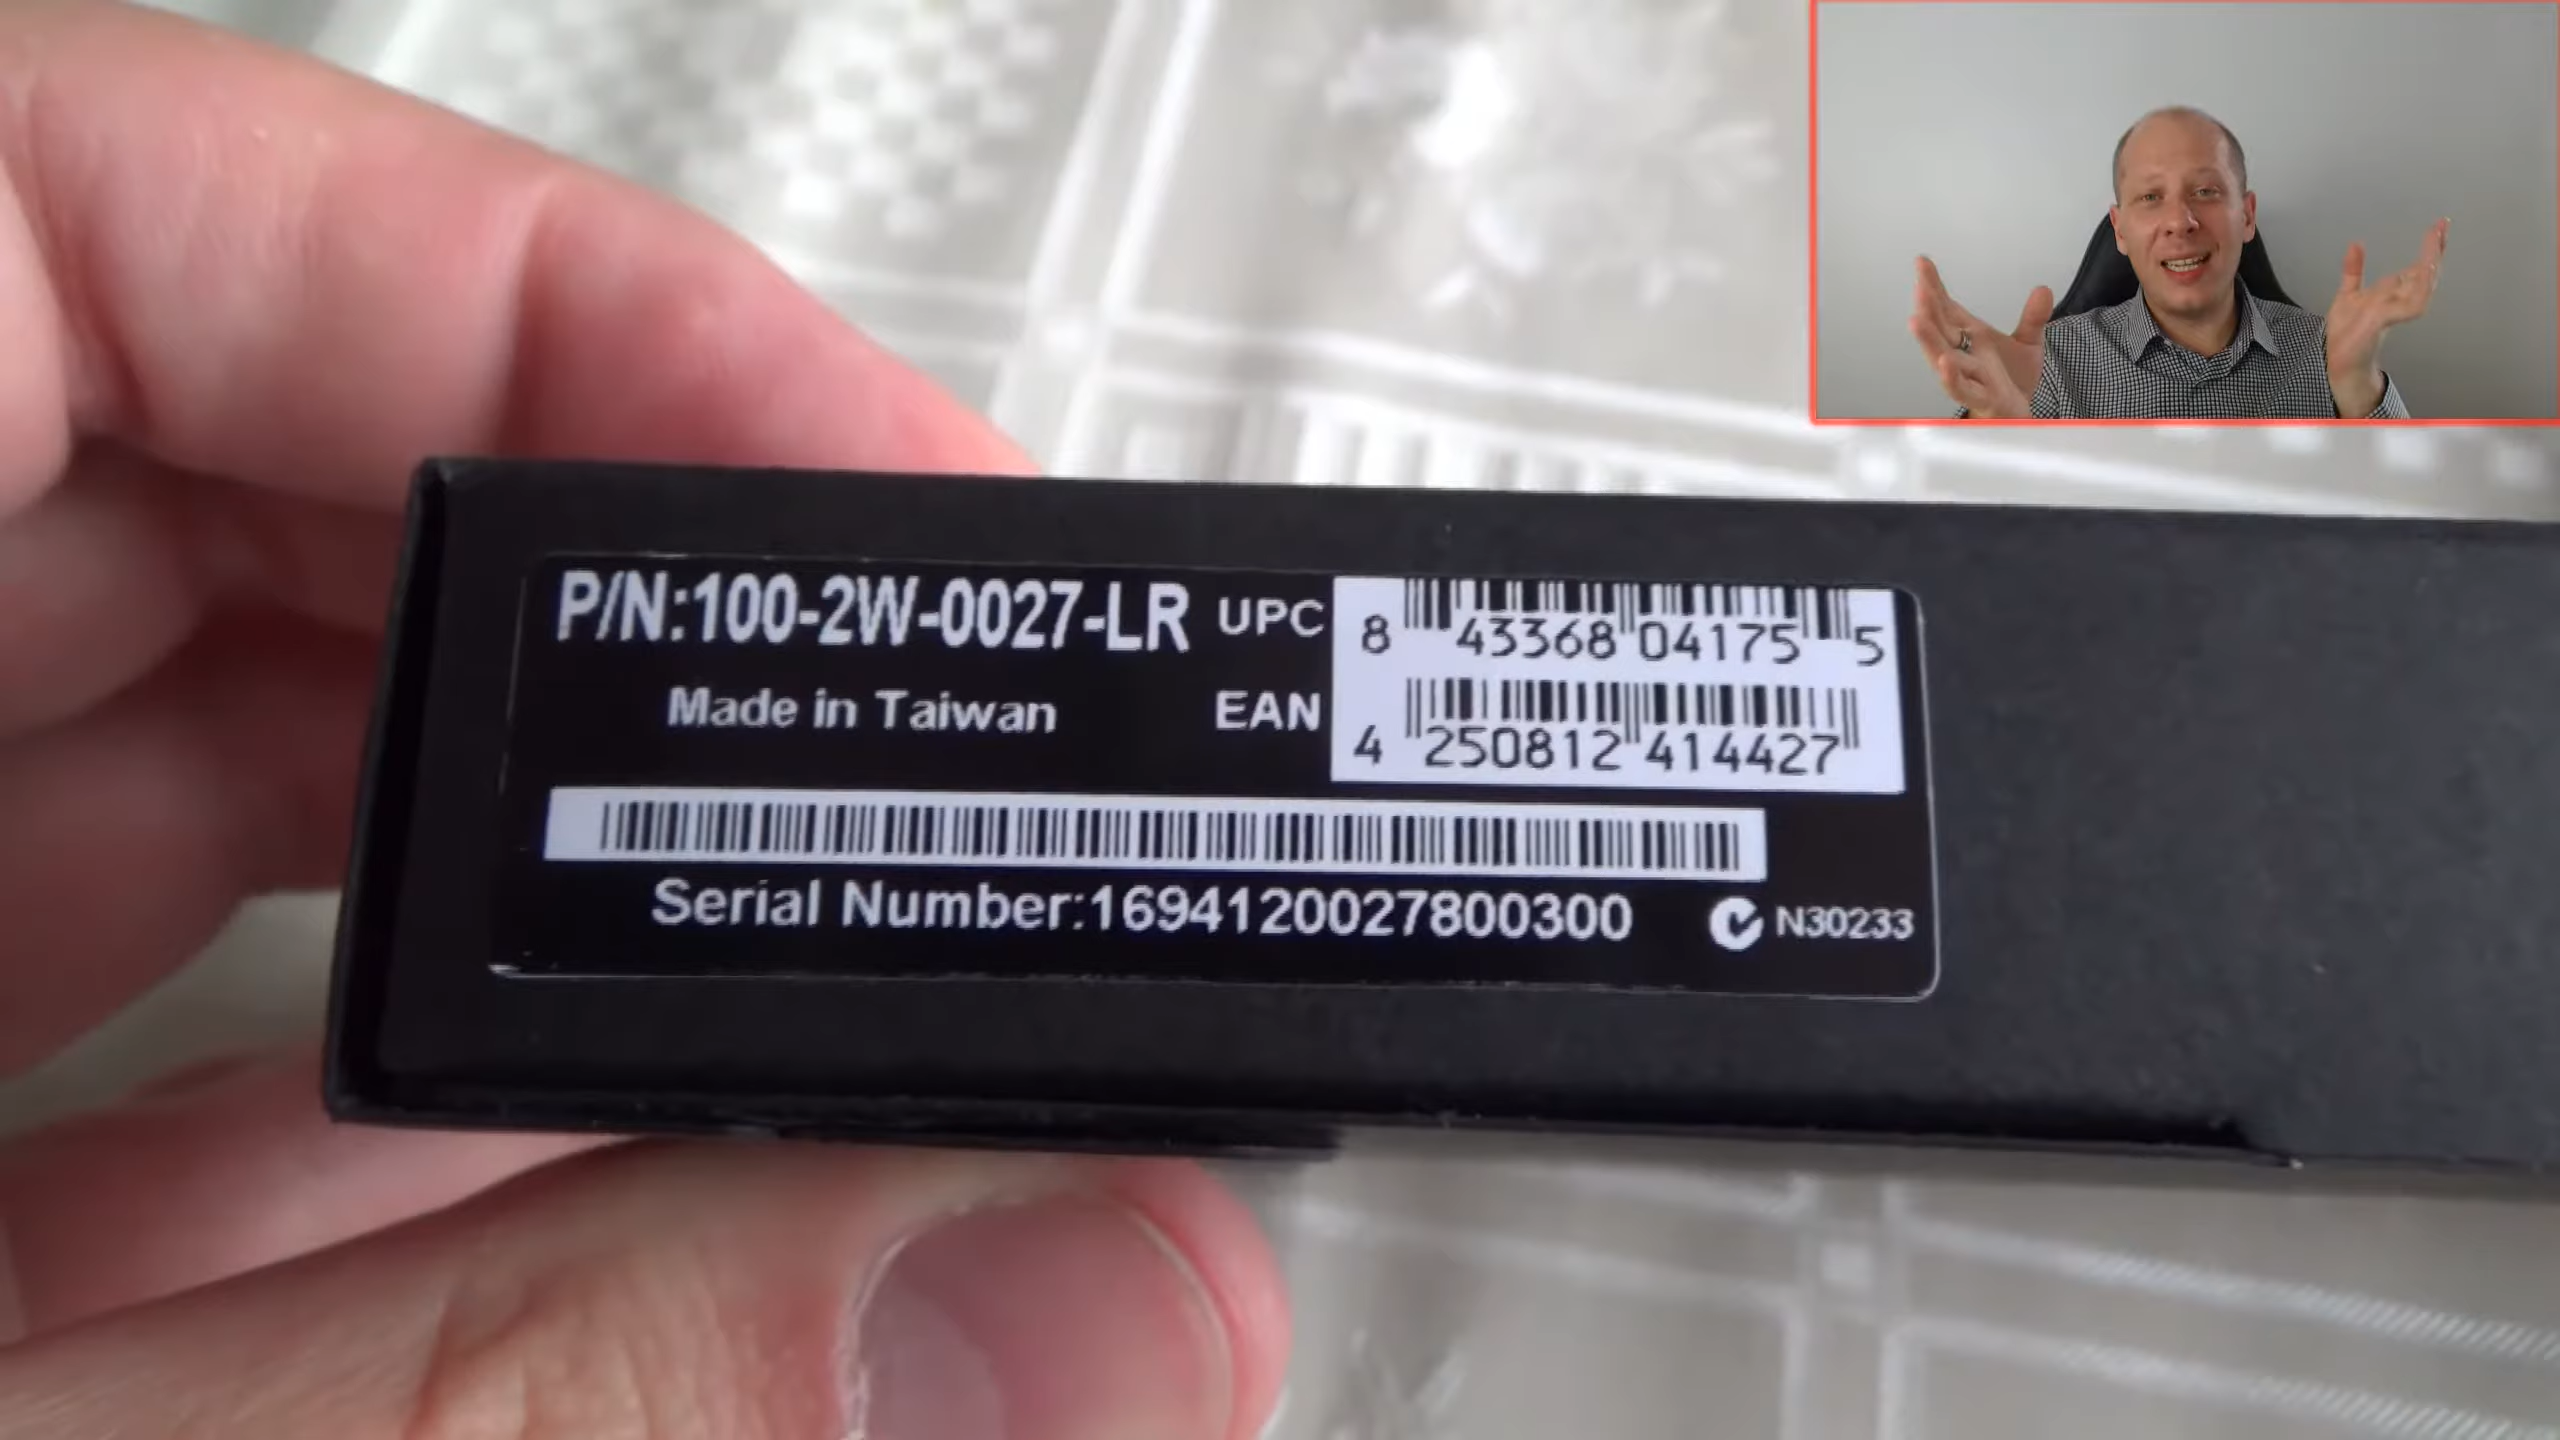 P/N:100-2W-0027-LR
UPC
8 43368 04175 5
Made in Taiwan
EAN
4 250812 414427
Serial Number:1694120027800300
N30233